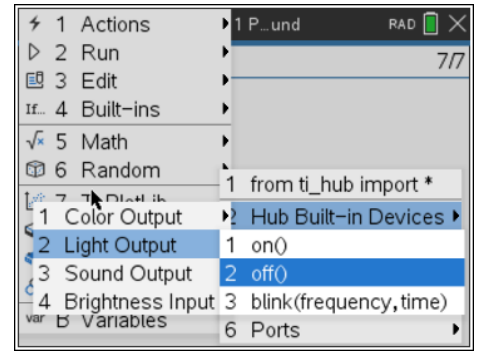 1 Actions
2 Run
3 Edit
If... 4 Built-ins
√x 5 Math
6 Random
7
var B Variables
1 P...und RAD
7/7
1 from ti_hub import *
2 Hub Built-in Devices
6 Ports
1 Color Output
2 Light Output
3 Sound Output
4 Brightness Input
1 on()
2 off()
3 blink(frequency,time)